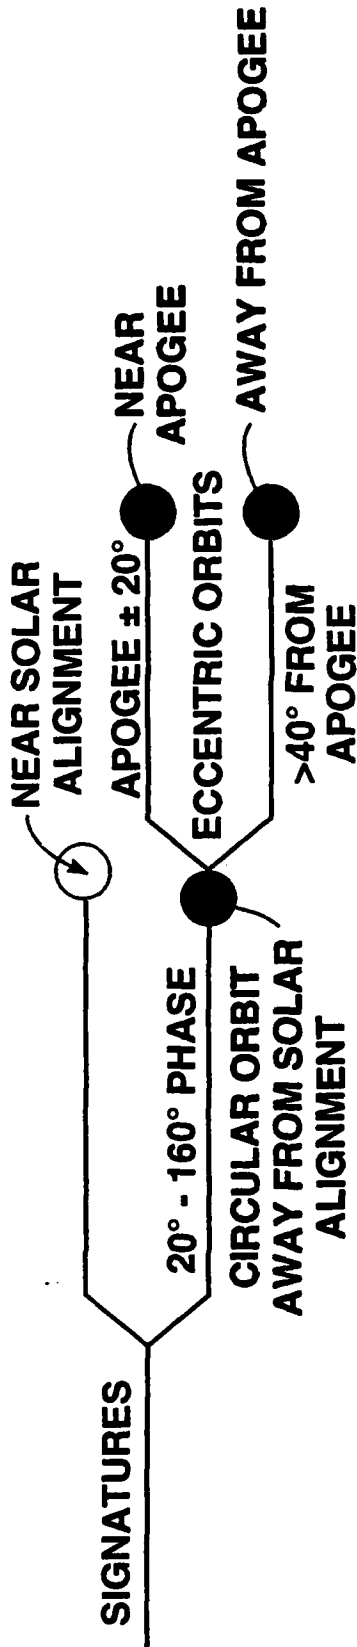 SIGNATURES
NEAR SOLAR
ALIGNMENT
20° - 160° PHASE
CIRCULAR ORBIT
AWAY FROM SOLAR
ALIGNMENT
APOGEE ± 20°
NEAR
APOGEE
ECCENTRIC ORBITS
>40° FROM
APOGEE
AWAY FROM APOGEE